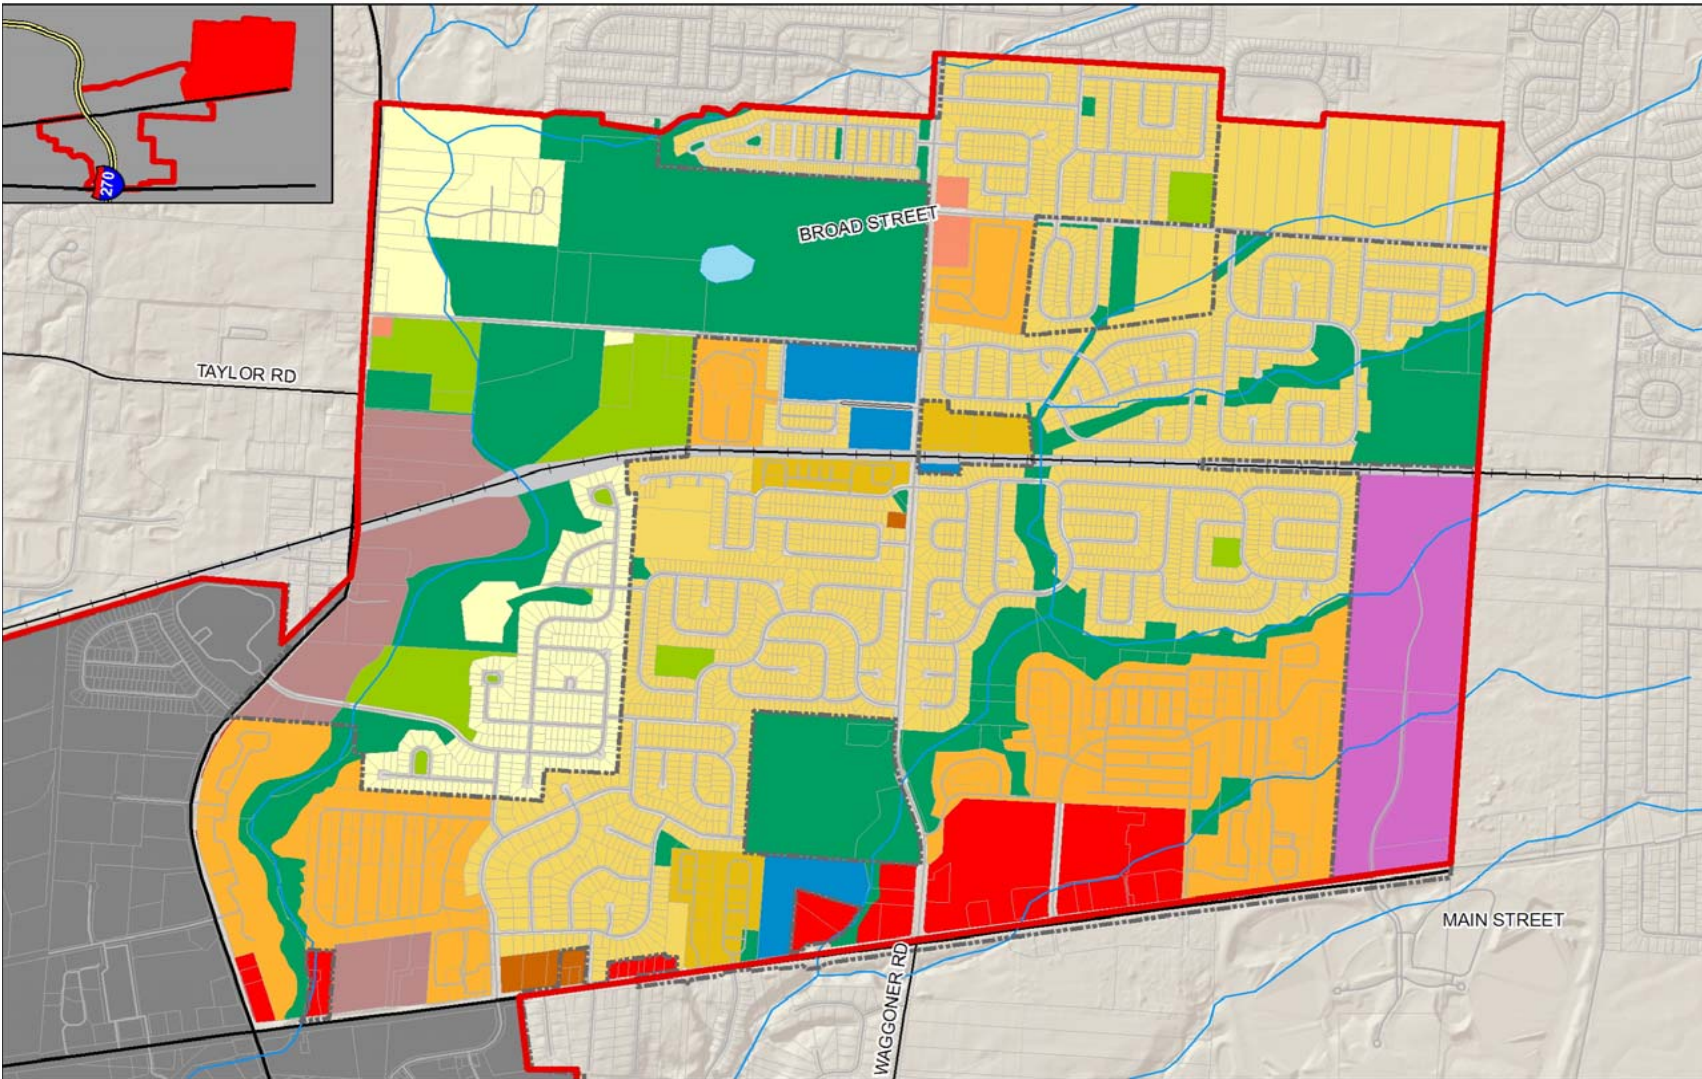 270
BROAD STREET
TAYLOR RD
MAIN STREET
WAGGONER RD